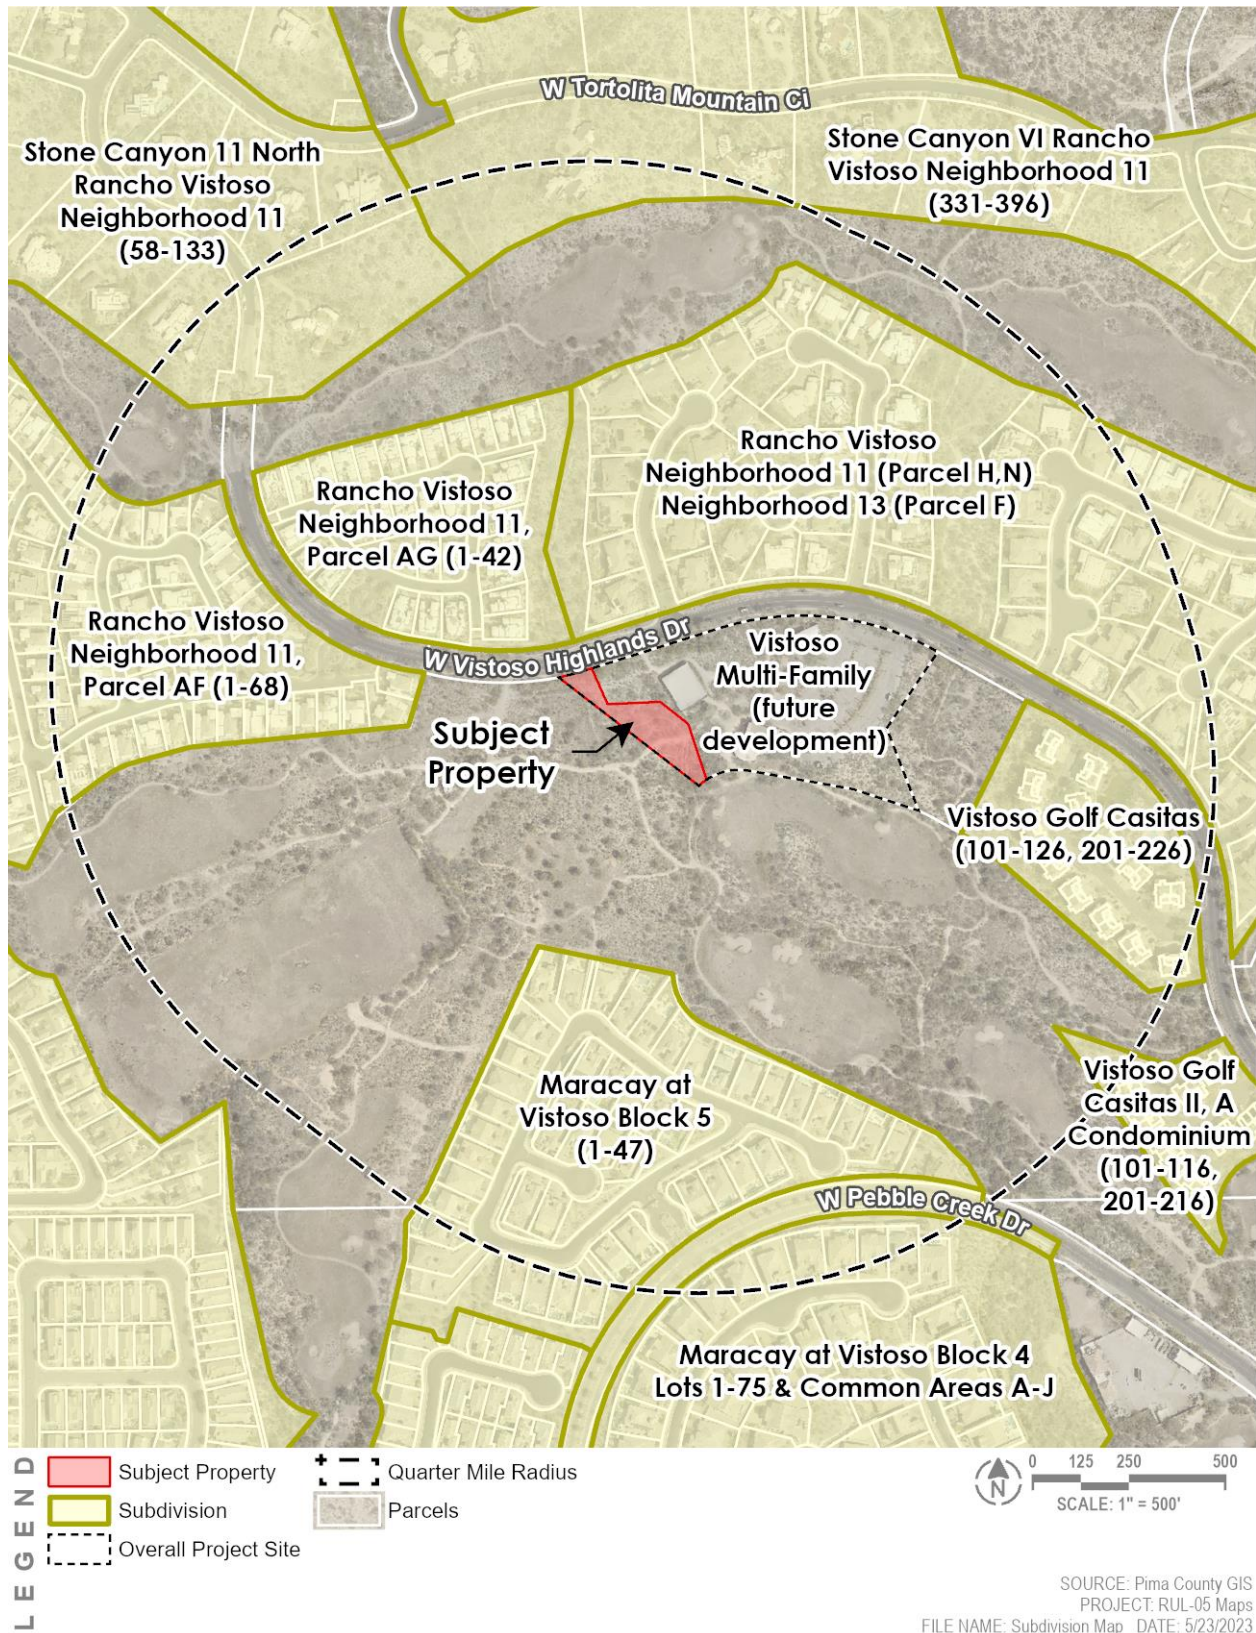 W Tortolita Mountain Ci
Stone Canyon 11 North
Rancho Vistoso
Neighborhood 11
(58-133)
Stone Canyon VI Rancho
Vistoso Neighborhood 11
(331-396)
Rancho Vistoso
Neighborhood 11 (Parcel H,N)
Neighborhood 13 (Parcel F)
Rancho Vistoso
Neighborhood 11,
Parcel AG (1-42)
Rancho Vistoso
Neighborhood 11,
Parcel AF (1-68)
W Vistoso Highlands Dr
Vistoso
Multi-Family
(future
development)
Subject
Property
Vistoso Golf Casitas
(101-126, 201-226)
Maracay at
Vistoso Block 5
(1-47)
Vistoso Golf
Casitas II, A
Condominium
(101-116,
201-216)
W Pebble Creek Dr
Maracay at Vistoso Block 4
Lots 1-75 & Common Areas A-J
LEGEND
Subject Property
Quarter Mile Radius
Subdivision
Parcels
Overall Project Site
N
0 125 250 500
SCALE: 1" = 500'
SOURCE: Pima County GIS
PROJECT: RUL-05 Maps
FILE NAME: Subdivision Map DATE: 5/23/2023